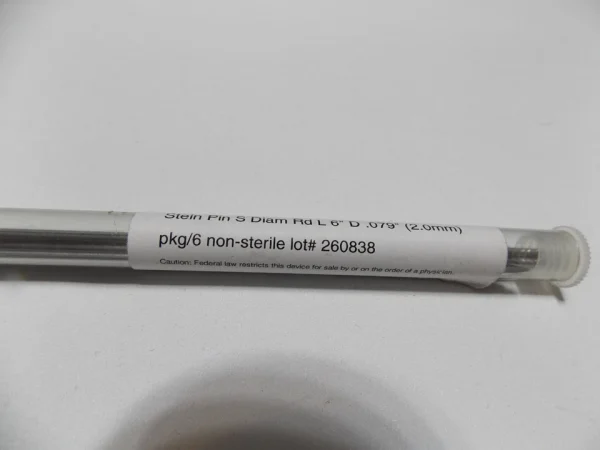 Stein Pin S Diam Rd L 6" D .079" (2.0mm)
pkg/6 non-sterile lot# 260838
Caution: Federal law restricts this device for sale by or on the order of a physician.